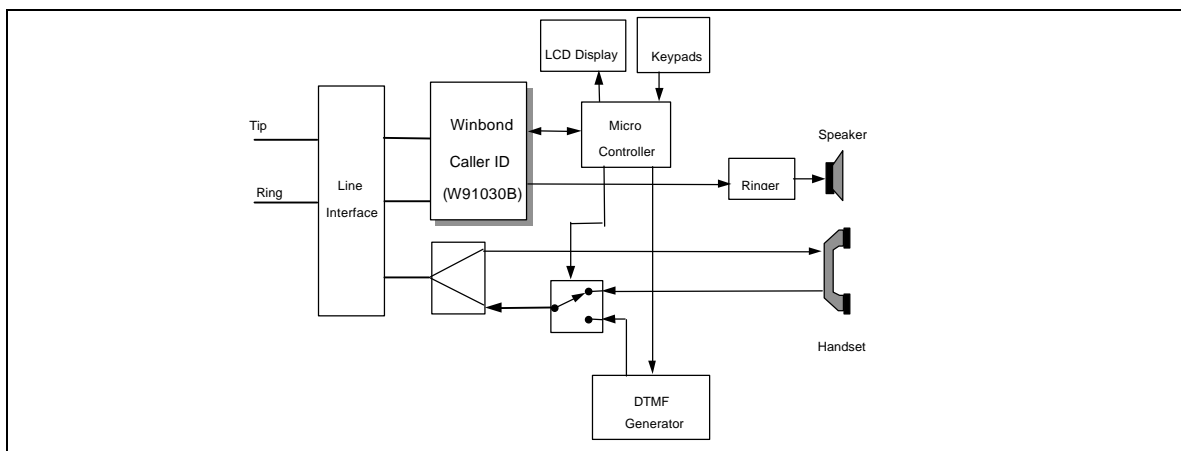 LCD Display
Keypads
Tip
Ring
Line
Interface
Winbond
Caller ID
(W91030B)
Micro
Controller
Ringer
Speaker
Handset
DTMF
Generator